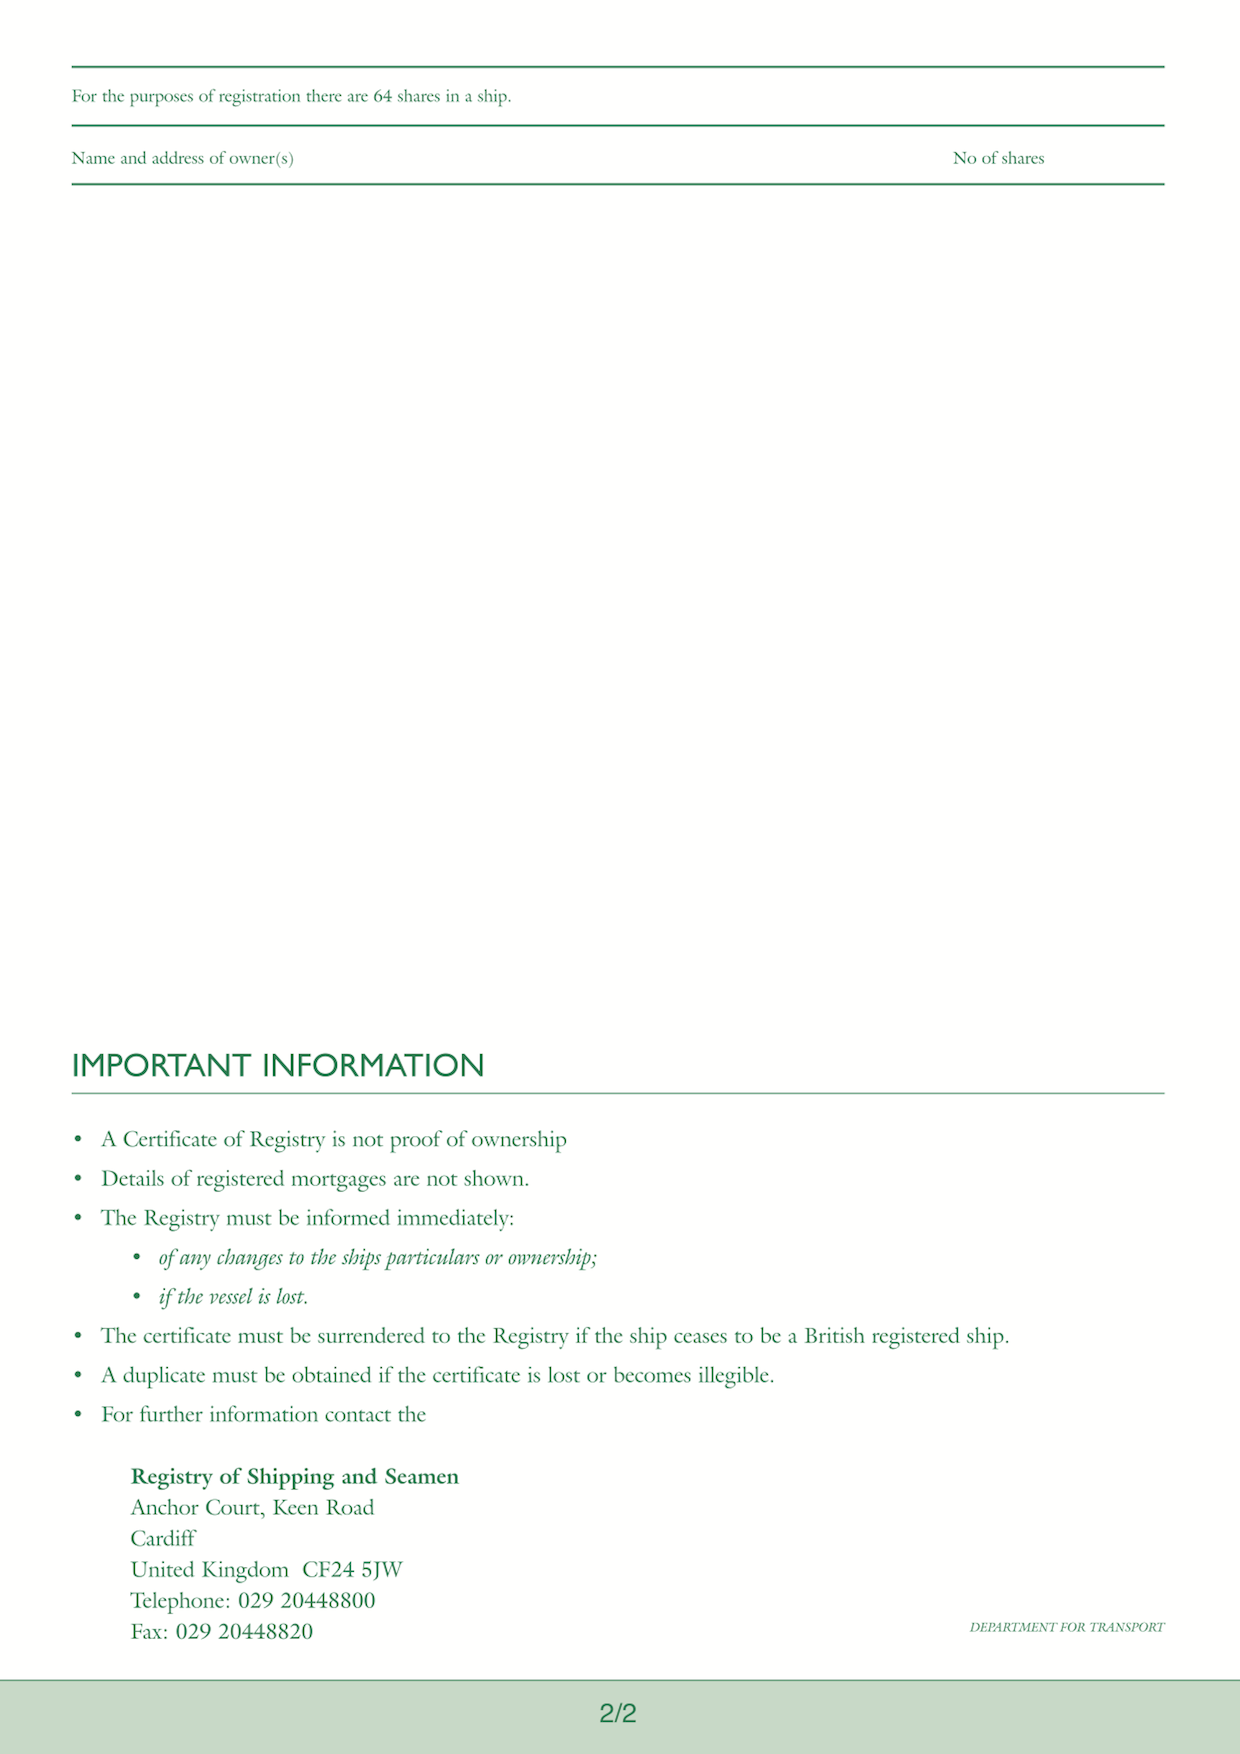 For the purposes of registration there are 64 shares in a ship.
Name and address of owner(s) No of shares
IMPORTANT INFORMATION
• A Certificate of Registry is not proof of ownership
• Details of registered mortgages are not shown.
• The Registry must be informed immediately:
• of any changes to the ships particulars or ownership;
• if the vessel is lost.
• The certificate must be surrendered to the Registry if the ship ceases to be a British registered ship.
• A duplicate must be obtained if the certificate is lost or becomes illegible.
• For further information contact the
Registry of Shipping and Seamen
Anchor Court, Keen Road
Cardiff
United Kingdom CF24 5JW
Telephone: 029 20448800
Fax: 029 20448820
DEPARTMENT FOR TRANSPORT
2/2